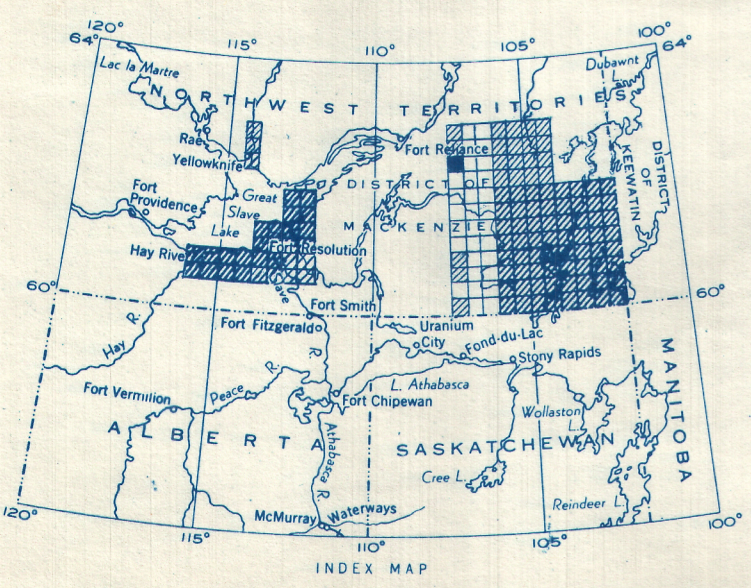 120°
115°
110°
105°
100°
64°
64°
Lac la Martre
Dubawnt
L.
NORTHWEST TERRITORIES
Rae
Yellowknife
Fort Reliance
DISTRICT OF
MACKENZIE
DISTRICT
OF
KEEWATIN
Fort
Providence
Great
Slave
Lake
Hay River
Fort Resolution
Slave
R.
60°
60°
Fort Smith
Fort Fitzgerald
Uranium
City
Fond-du-Lac
Stony Rapids
Hay R.
Fort Vermilion
Peace R.
L. Athabasca
Fort Chipewan
Wollaston
L.
MANITOBA
ALBERTA
SASKATCHEWAN
Athabasca R.
Cree L.
Reindeer L.
McMurray
Waterways
120°
115°
110°
105°
100°
INDEX MAP